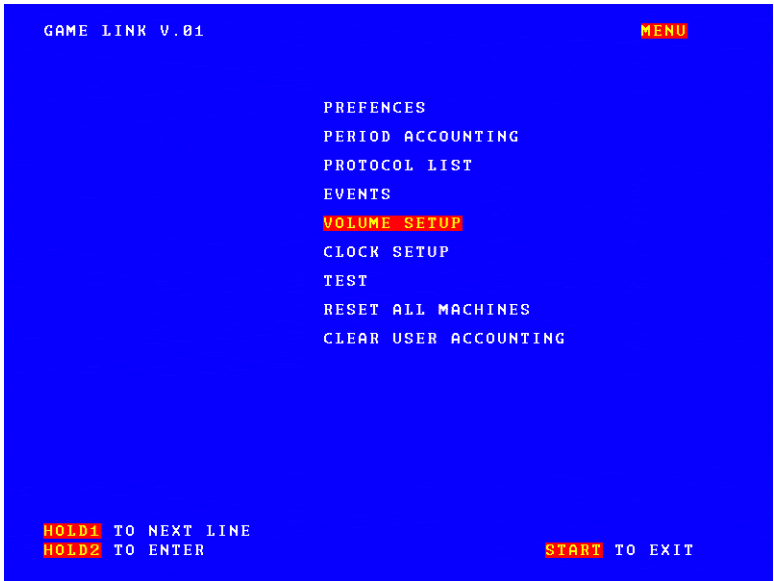 GAME LINK V.01 MENU
PREFENCES
PERIOD ACCOUNTING
PROTOCOL LIST
EVENTS
VOLUME SETUP
CLOCK SETUP
TEST
RESET ALL MACHINES
CLEAR USER ACCOUNTING
HOLD1 TO NEXT LINE
HOLD2 TO ENTER START TO EXIT